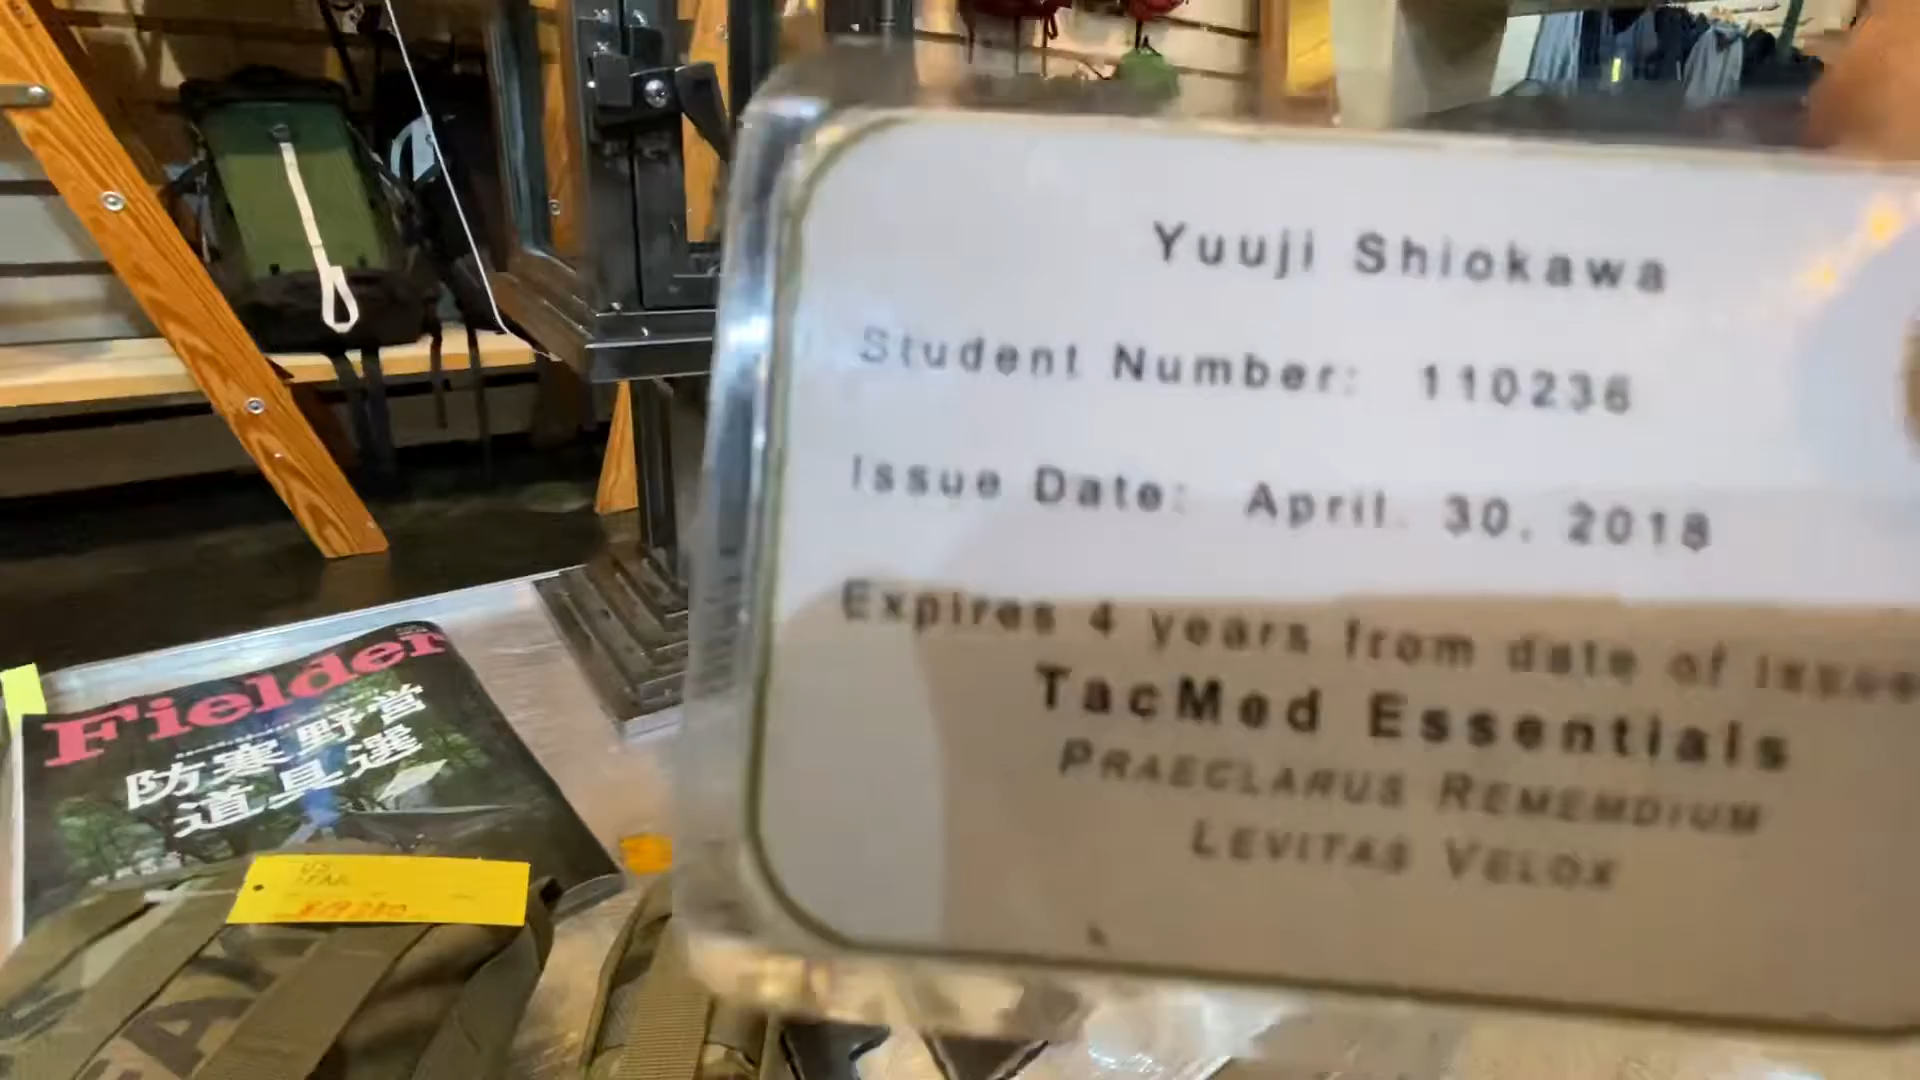 Yuuji Shiokawa
Student Number: 110236
Issue Date: April. 30. 2018
Expires 4 years from date of issue
TacMed Essentials
PRAECLARUS REMEMDIUM
LEVITAS VELOX
Fielder
防寒野営
道具選